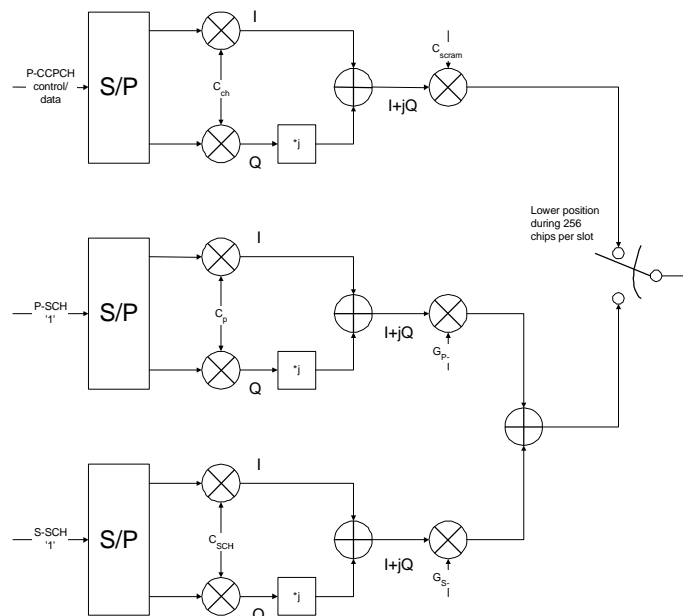 I
C
scram
P-CCPCH
control/
data
S/P
C
ch
I+jQ
Q
*j
Lower position
during 256
chips per slot
I
P-SCH
'1'
S/P
C
p
I+jQ
G
P-
Q
*j
I
S-SCH
'1'
S/P
C
SCH
I+jQ
G
S-
Q
*j